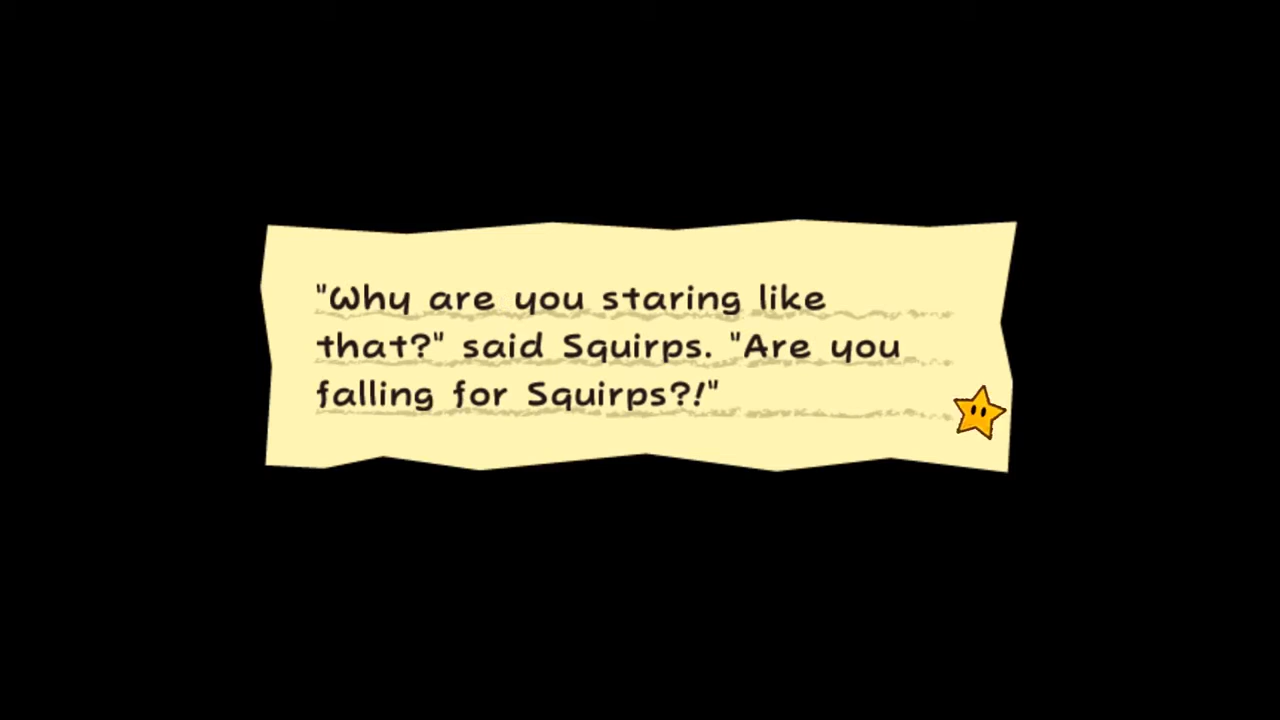 "Why are you staring like
that?" said Squirps. "Are you
falling for Squirps?!"